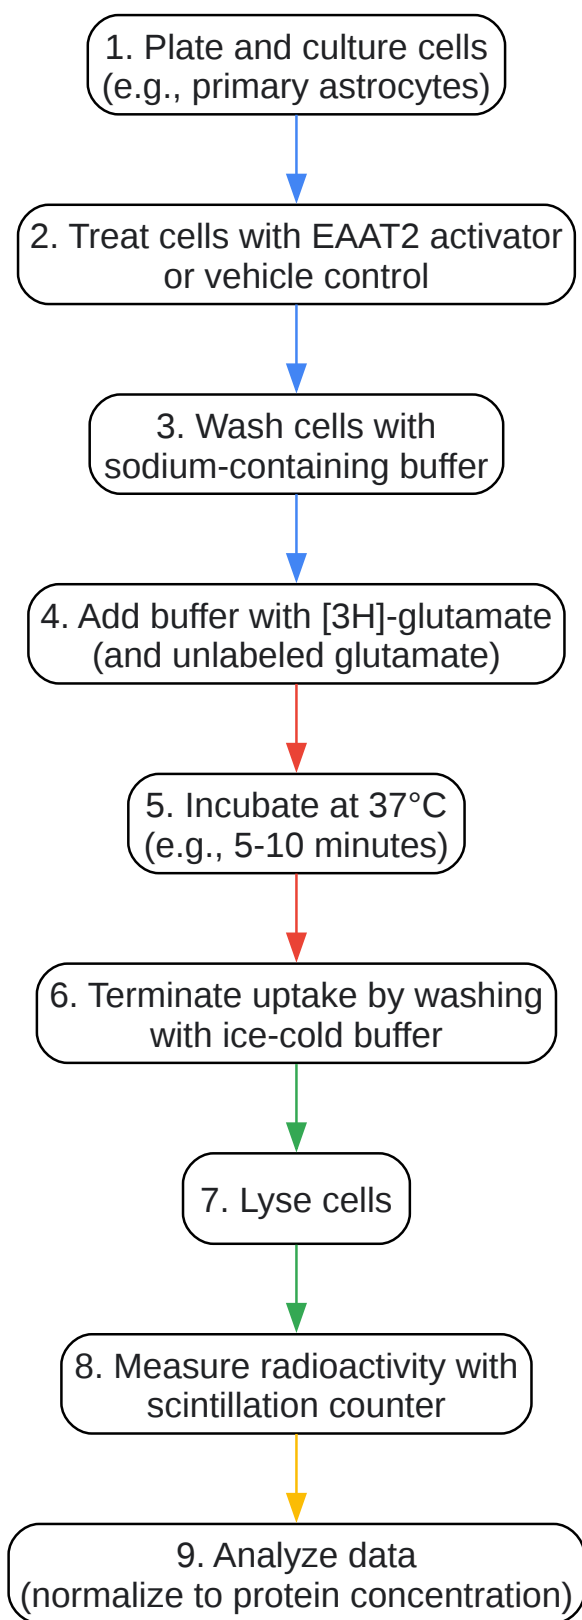 1. Plate and culture cells
(e.g., primary astrocytes)
2. Treat cells with EAAT2 activator
or vehicle control
3. Wash cells with
sodium-containing buffer
4. Add buffer with [3H]-glutamate
(and unlabeled glutamate)
5. Incubate at 37°C
(e.g., 5-10 minutes)
6. Terminate uptake by washing
with ice-cold buffer
7. Lyse cells
8. Measure radioactivity with
scintillation counter
9. Analyze data
(normalize to protein concentration)